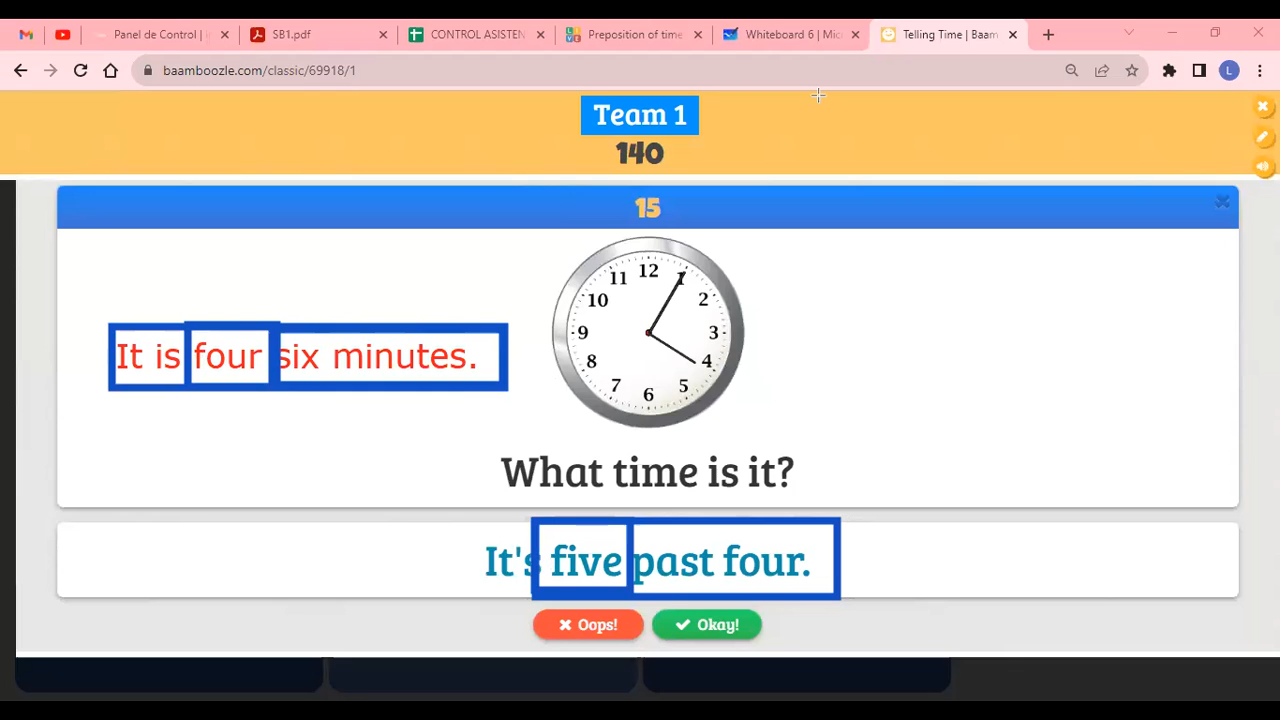 Panel de Control | i
SB1.pdf
CONTROL ASISTEN
Preposition of time
Whiteboard 6 | Mic
Telling Time | Baam
baamboozle.com/classic/69918/1
L
Team 1
140
15
12
11 1
10 2
9 3
8 4
7 5
6
It is four six minutes.
What time is it?
It's five past four.
Oops! Okay!